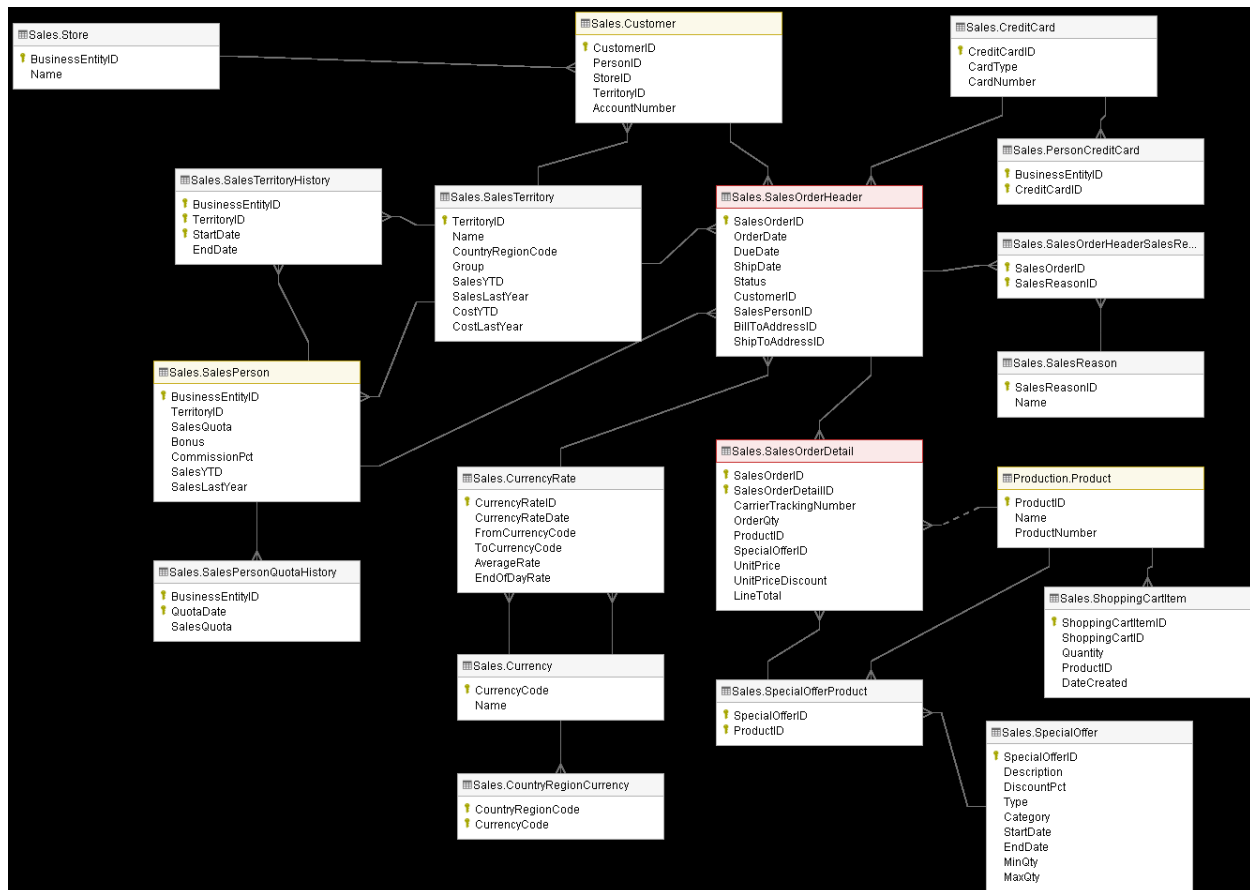 Sales.Store
BusinessEntityID
Name
Sales.Customer
CustomerID
PersonID
StoreID
TerritoryID
AccountNumber
Sales.CreditCard
CreditCardID
CardType
CardNumber
Sales.PersonCreditCard
BusinessEntityID
CreditCardID
Sales.SalesTerritoryHistory
BusinessEntityID
TerritoryID
StartDate
EndDate
Sales.SalesTerritory
TerritoryID
Name
CountryRegionCode
Group
SalesYTD
SalesLastYear
CostYTD
CostLastYear
Sales.SalesOrderHeader
SalesOrderID
OrderDate
DueDate
ShipDate
Status
CustomerID
SalesPersonID
BillToAddressID
ShipToAddressID
Sales.SalesOrderHeaderSalesRe...
SalesOrderID
SalesReasonID
Sales.SalesReason
SalesReasonID
Name
Sales.SalesPerson
BusinessEntityID
TerritoryID
SalesQuota
Bonus
CommissionPct
SalesYTD
SalesLastYear
Sales.CurrencyRate
CurrencyRateID
CurrencyRateDate
FromCurrencyCode
ToCurrencyCode
AverageRate
EndOfDayRate
Sales.SalesOrderDetail
SalesOrderID
SalesOrderDetailID
CarrierTrackingNumber
OrderQty
ProductID
SpecialOfferID
UnitPrice
UnitPriceDiscount
LineTotal
Production.Product
ProductID
Name
ProductNumber
Sales.SalesPersonQuotaHistory
BusinessEntityID
QuotaDate
SalesQuota
Sales.ShoppingCartItem
ShoppingCartItemID
ShoppingCartID
Quantity
ProductID
DateCreated
Sales.Currency
CurrencyCode
Name
Sales.SpecialOfferProduct
SpecialOfferID
ProductID
Sales.SpecialOffer
SpecialOfferID
Description
DiscountPct
Type
Category
StartDate
EndDate
MinQty
MaxQty
Sales.CountryRegionCurrency
CountryRegionCode
CurrencyCode